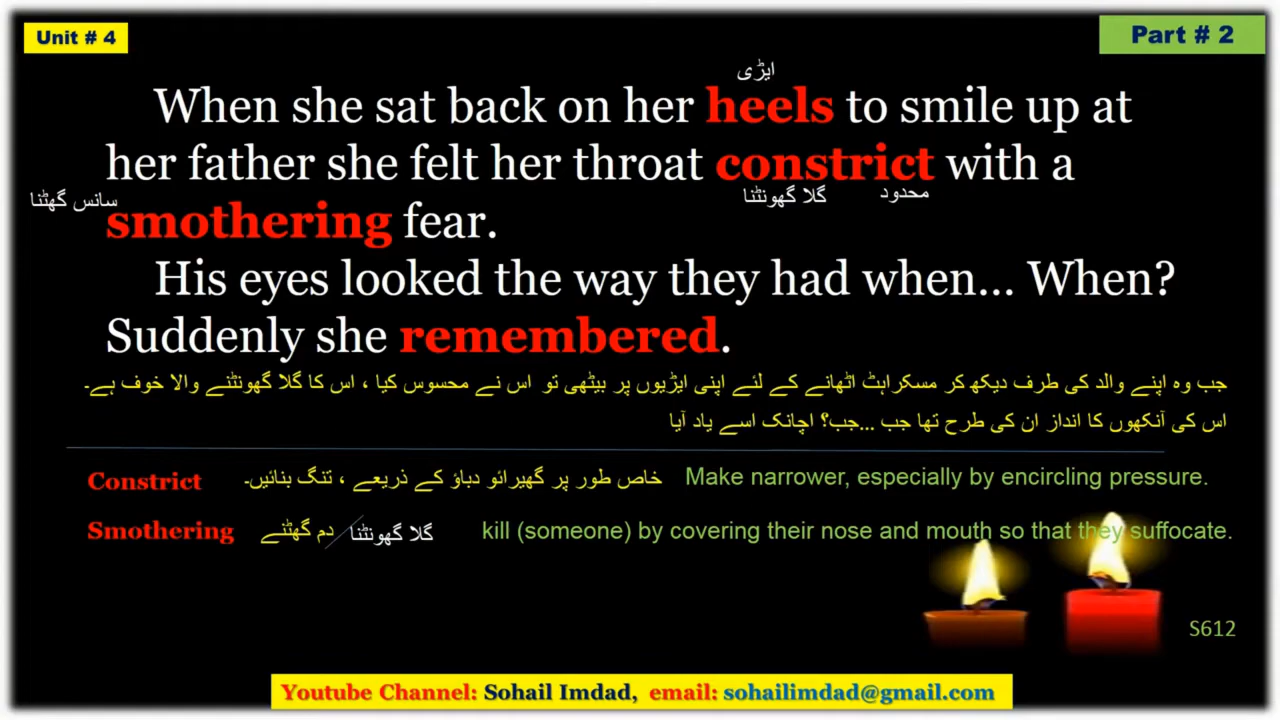 Unit # 4
Part # 2
ایڑی
When she sat back on her heels to smile up at
her father she felt her throat constrict with a
سانس گھٹنا
گلا گھونٹنا
محدود
smothering fear.
His eyes looked the way they had when... When?
Suddenly she remembered.
جب وہ اپنے والد کی طرف دیکھ کر مسکراہٹ اٹھانے کے لئے اپنی ایڑیوں پر بیٹھی تو اس نے محسوس کیا ، اس کا گلا گھونٹنے والا خوف ہے۔
اس کی آنکھوں کا انداز ان کی طرح تھا جب ...جب؟ اچانک اسے یاد آیا
Constrict خاص طور پر گھیرائو دباؤ کے ذریعے ، تنگ بنائیں۔ Make narrower, especially by encircling pressure.
Smothering دم گھٹنے / گلا گھونٹنا kill (someone) by covering their nose and mouth so that they suffocate.
S612
Youtube Channel: Sohail Imdad, email: sohailimdad@gmail.com